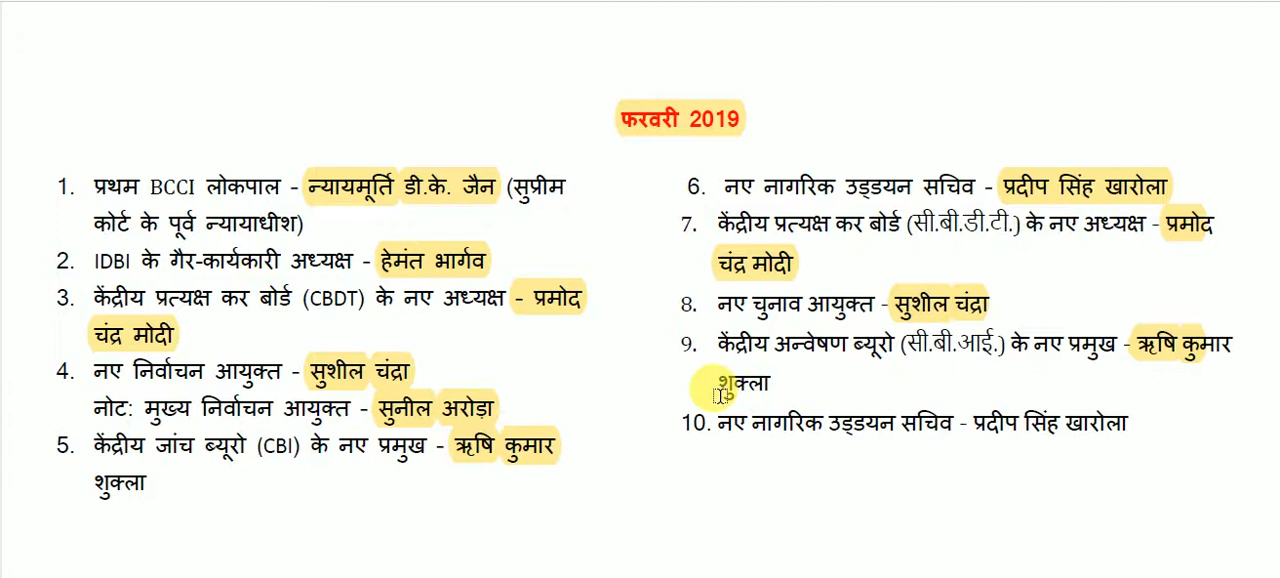 फरवरी 2019
1. प्रथम BCCI लोकपाल - न्यायमूर्ति डी.के. जैन (सुप्रीम
कोर्ट के पूर्व न्यायाधीश)
2. IDBI के गैर-कार्यकारी अध्यक्ष - हेमंत भार्गव
3. केंद्रीय प्रत्यक्ष कर बोर्ड (CBDT) के नए अध्यक्ष - प्रमोद
चंद्र मोदी
4. नए निर्वाचन आयुक्त - सुशील चंद्रा
नोट: मुख्य निर्वाचन आयुक्त - सुनील अरोड़ा
5. केंद्रीय जांच ब्यूरो (CBI) के नए प्रमुख - ऋषि कुमार
शुक्ला
6. नए नागरिक उड्डयन सचिव - प्रदीप सिंह खारोला
7. केंद्रीय प्रत्यक्ष कर बोर्ड (सी.बी.डी.टी.) के नए अध्यक्ष - प्रमोद
चंद्र मोदी
8. नए चुनाव आयुक्त - सुशील चंद्रा
9. केंद्रीय अन्वेषण ब्यूरो (सी.बी.आई.) के नए प्रमुख - ऋषि कुमार
शुक्ला
10. नए नागरिक उड्डयन सचिव - प्रदीप सिंह खारोला